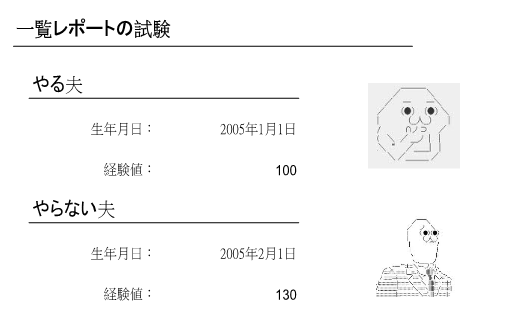 一覧レポートの試験
やる夫
生年月日： 2005年1月1日
経験値： 100
やらない夫
生年月日： 2005年2月1日
経験値： 130